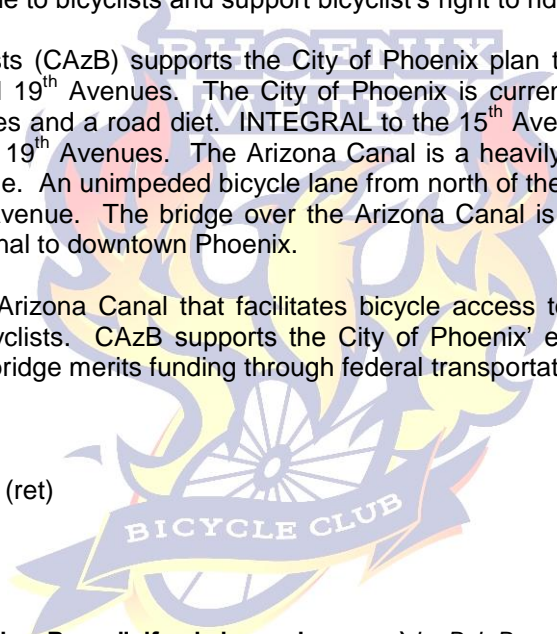 e to bicyclists and support bicyclist's right to rid
sts (CAzB) supports the City of Phoenix plan t
19th Avenues. The City of Phoenix is curren
es and a road diet. INTEGRAL to the 15th Ave
19th Avenues. The Arizona Canal is a heavily
e. An unimpeded bicycle lane from north of the
venue. The bridge over the Arizona Canal is
nal to downtown Phoenix.
Arizona Canal that facilitates bicycle access to
yclists. CAzB supports the City of Phoenix' e
bridge merits funding through federal transportat
(ret)
PHOENIX
METRO
BICYCLE CLUB